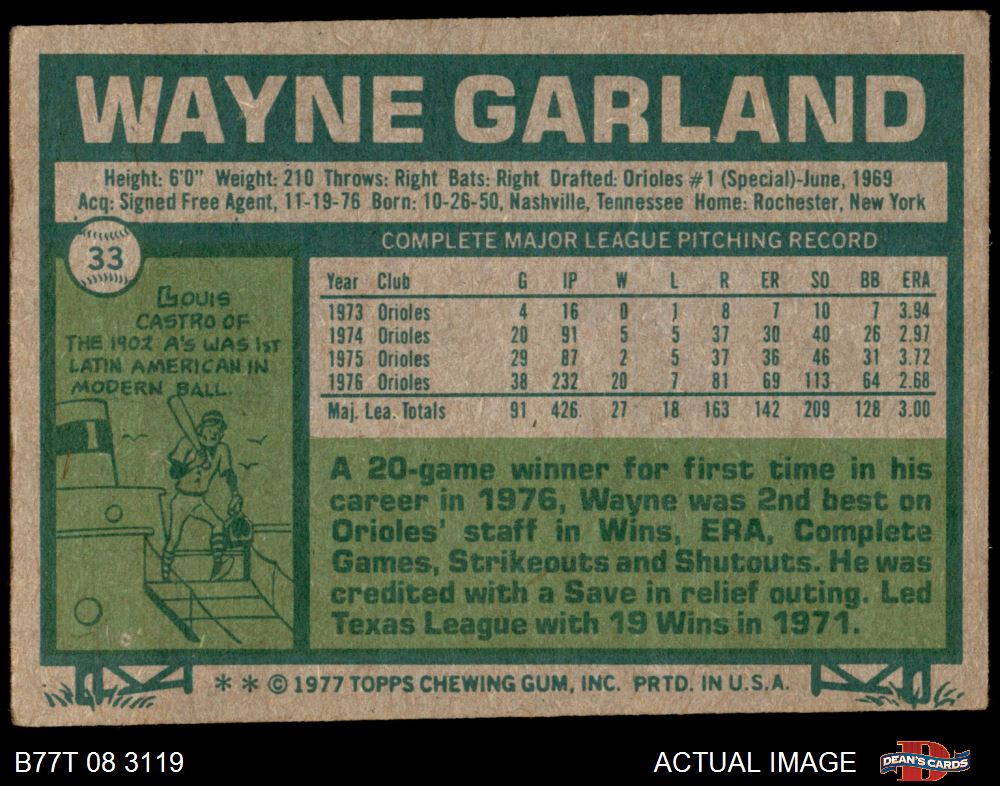 WAYNE GARLAND
Height: 6'0" Weight: 210 Throws: Right Bats: Right Drafted: Orioles #1 (Special)-June, 1969
Acq: Signed Free Agent, 11-19-76 Born: 10-26-50, Nashville, Tennessee Home: Rochester, New York
33
LOUIS
CASTRO OF
THE 1902 A'S WAS 1ST
LATIN AMERICAN IN
MODERN BALL.
1
COMPLETE MAJOR LEAGUE PITCHING RECORD
Year Club G IP W L R ER SO BB ERA
1973 Orioles 4 16 0 1 8 7 10 7 3.94
1974 Orioles 20 91 5 5 37 30 40 26 2.97
1975 Orioles 29 87 2 5 37 36 46 31 3.72
1976 Orioles 38 232 20 7 81 69 113 64 2.68
Maj. Lea. Totals 91 426 27 18 163 142 209 128 3.00
A 20-game winner for first time in his
career in 1976, Wayne was 2nd best on
Orioles' staff in Wins, ERA, Complete
Games, Strikeouts and Shutouts. He was
credited with a Save in relief outing. Led
Texas League with 19 Wins in 1971.
* * © 1977 TOPPS CHEWING GUM, INC. PRTD. IN U.S.A.
B77T 08 3119
ACTUAL IMAGE
DEAN'S CARDS